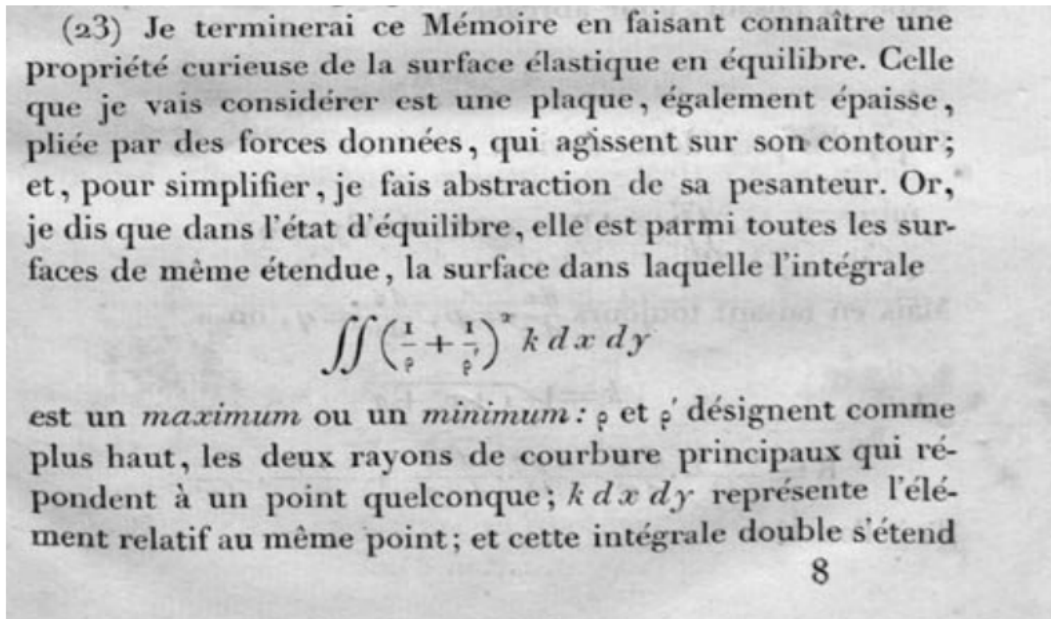 (23) Je terminerai ce Mémoire en faisant connaître une
propriété curieuse de la surface élastique en équilibre. Celle
que je vais considérer est une plaque, également épaisse,
pliée par des forces données, qui agissent sur son contour;
et, pour simplifier, je fais abstraction de sa pesanteur. Or,
je dis que dans l'état d'équilibre, elle est parmi toutes les sur-
faces de même étendue, la surface dans laquelle l'intégrale
∬(1/ρ + 1/ρ′)² k dx dy
est un maximum ou un minimum: ρ et ρ′ désignent comme
plus haut, les deux rayons de courbure principaux qui ré-
pondent à un point quelconque; k dx dy représente l'élé-
ment relatif au même point; et cette intégrale double s'étend
8